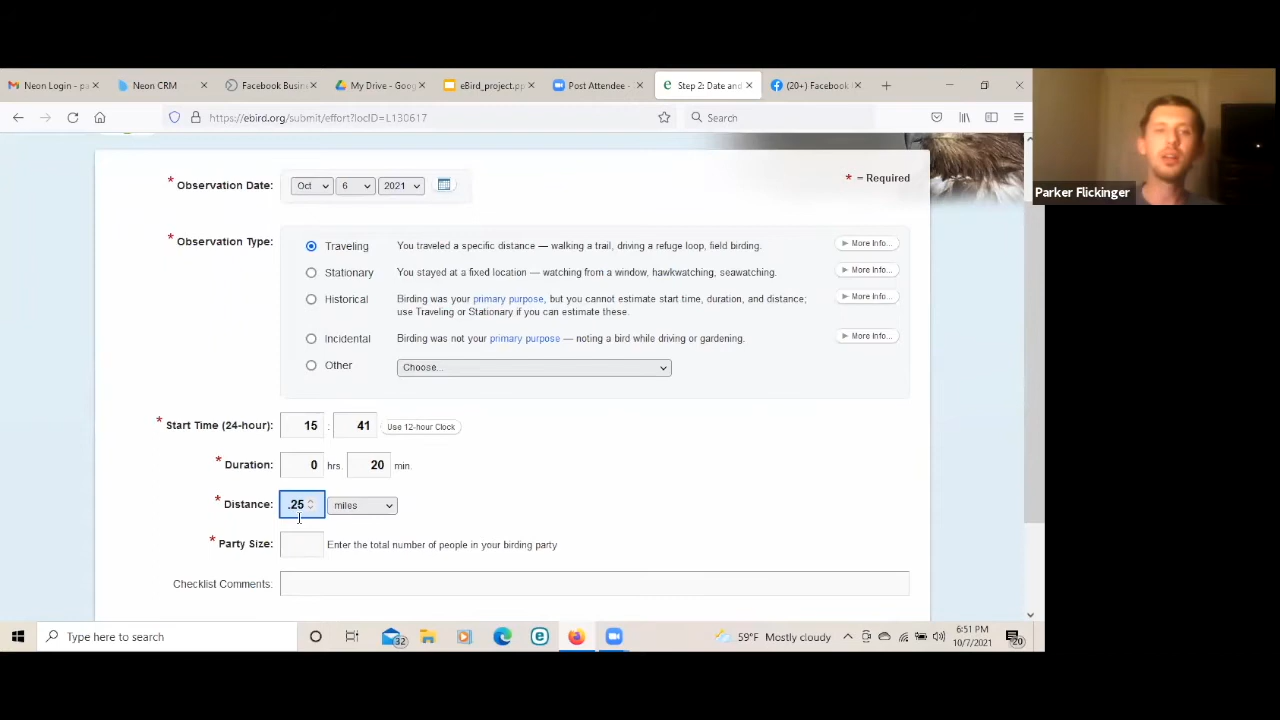 Neon Login - pa
Neon CRM
Facebook Busin
My Drive - Goog
eBird_project.pp
Post Attendee -
Step 2: Date and
(20+) Facebook
https://ebird.org/submit/effort?locID=L130617
Search
* Observation Date:
Oct 6 2021
* = Required
* Observation Type:
Traveling You traveled a specific distance — walking a trail, driving a refuge loop, field birding. More Info...
Stationary You stayed at a fixed location — watching from a window, hawkwatching, seawatching. More Info...
Historical Birding was your primary purpose, but you cannot estimate start time, duration, and distance; More Info...
use Traveling or Stationary if you can estimate these.
Incidental Birding was not your primary purpose — noting a bird while driving or gardening. More Info...
Other Choose...
* Start Time (24-hour): 15 : 41 Use 12-hour Clock
* Duration: 0 hrs. 20 min.
* Distance: .25 miles
* Party Size: Enter the total number of people in your birding party
Checklist Comments:
Parker Flickinger
Type here to search
32
59°F Mostly cloudy
6:51 PM
10/7/2021
20